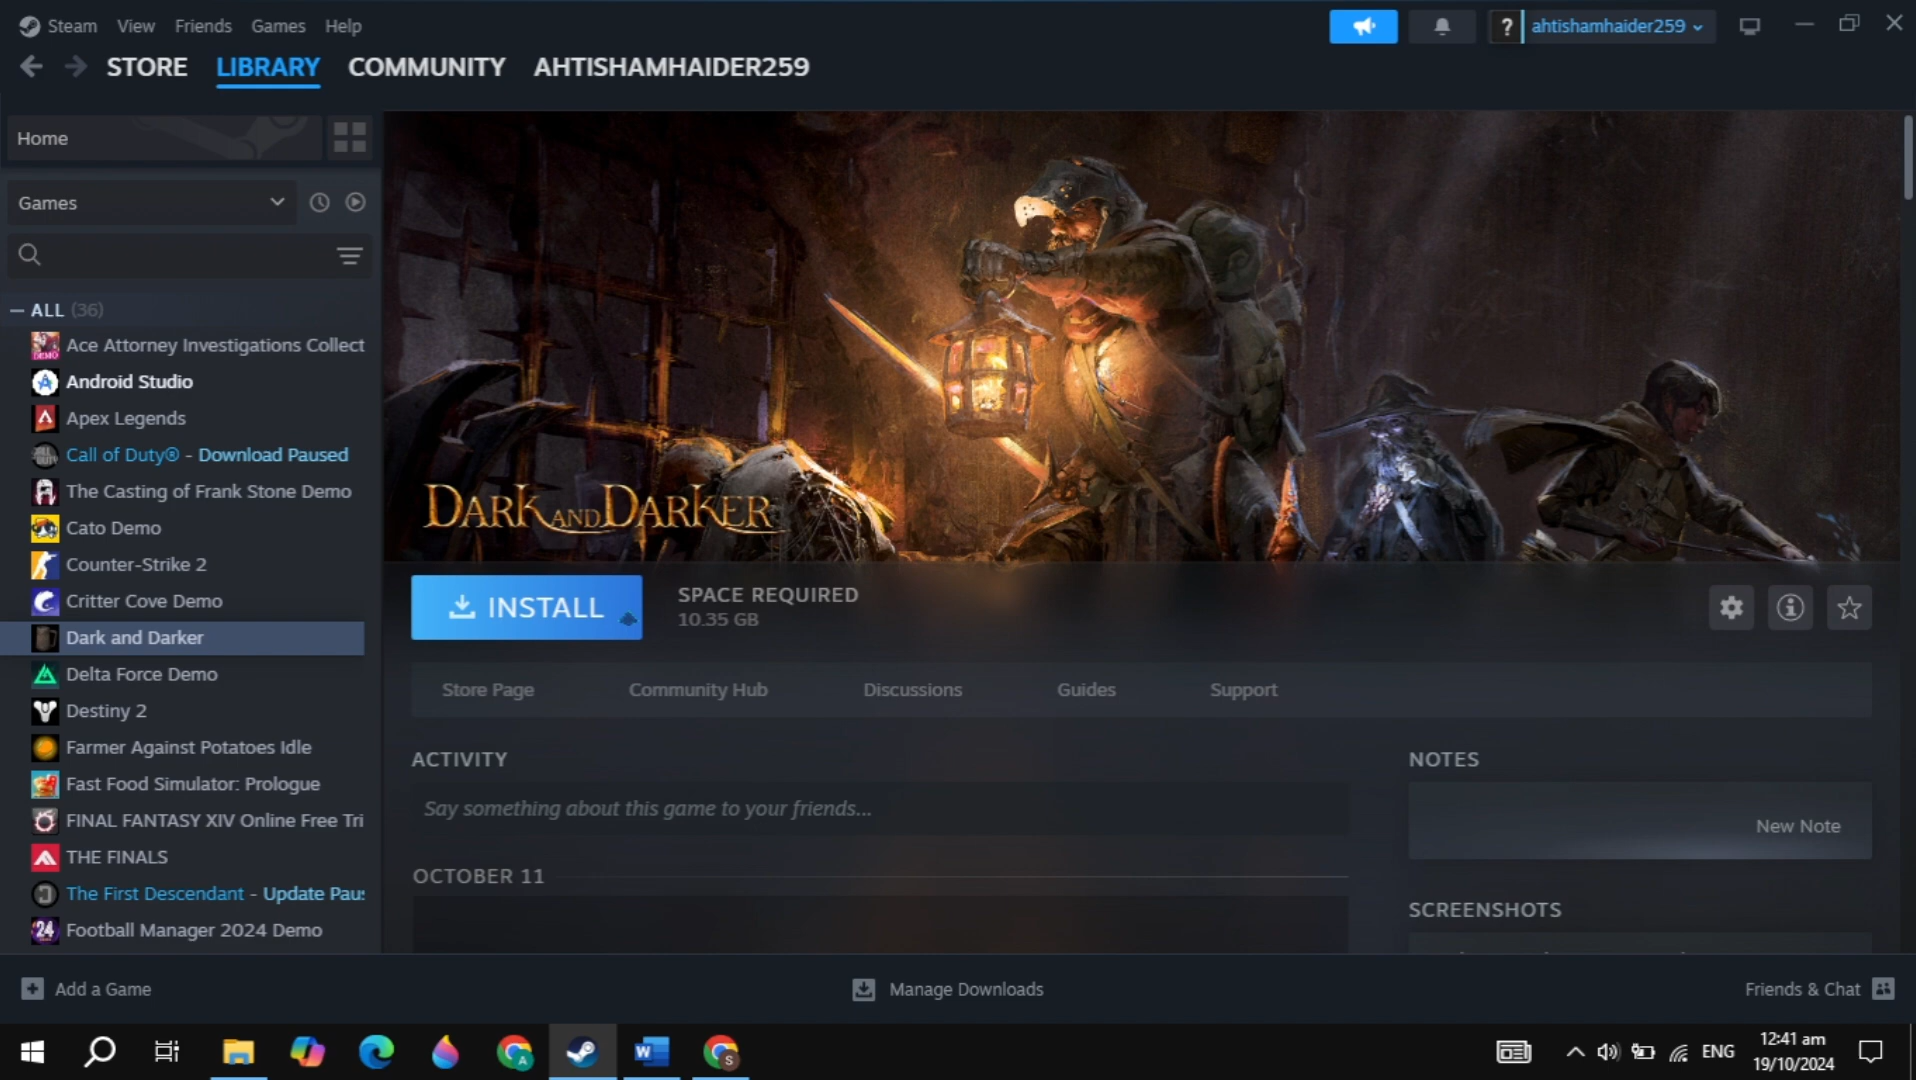 Steam View Friends Games Help
? ahtishamhaider259
STORE LIBRARY COMMUNITY AHTISHAMHAIDER259
Home
Games
ALL (36)
Ace Attorney Investigations Collect
DEMO
Android Studio
Apex Legends
Call of Duty® - Download Paused
The Casting of Frank Stone Demo
Cato Demo
Counter-Strike 2
Critter Cove Demo
Dark and Darker
Delta Force Demo
Destiny 2
Farmer Against Potatoes Idle
Fast Food Simulator: Prologue
FINAL FANTASY XIV Online Free Tri
THE FINALS
The First Descendant - Update Pau
24 Football Manager 2024 Demo
DARK AND DARKER
INSTALL
SPACE REQUIRED
10.35 GB
Store Page Community Hub Discussions Guides Support
ACTIVITY
Say something about this game to your friends...
OCTOBER 11
NOTES
New Note
SCREENSHOTS
Add a Game
Manage Downloads
Friends & Chat
A
W
S
ENG
12:41 am
19/10/2024